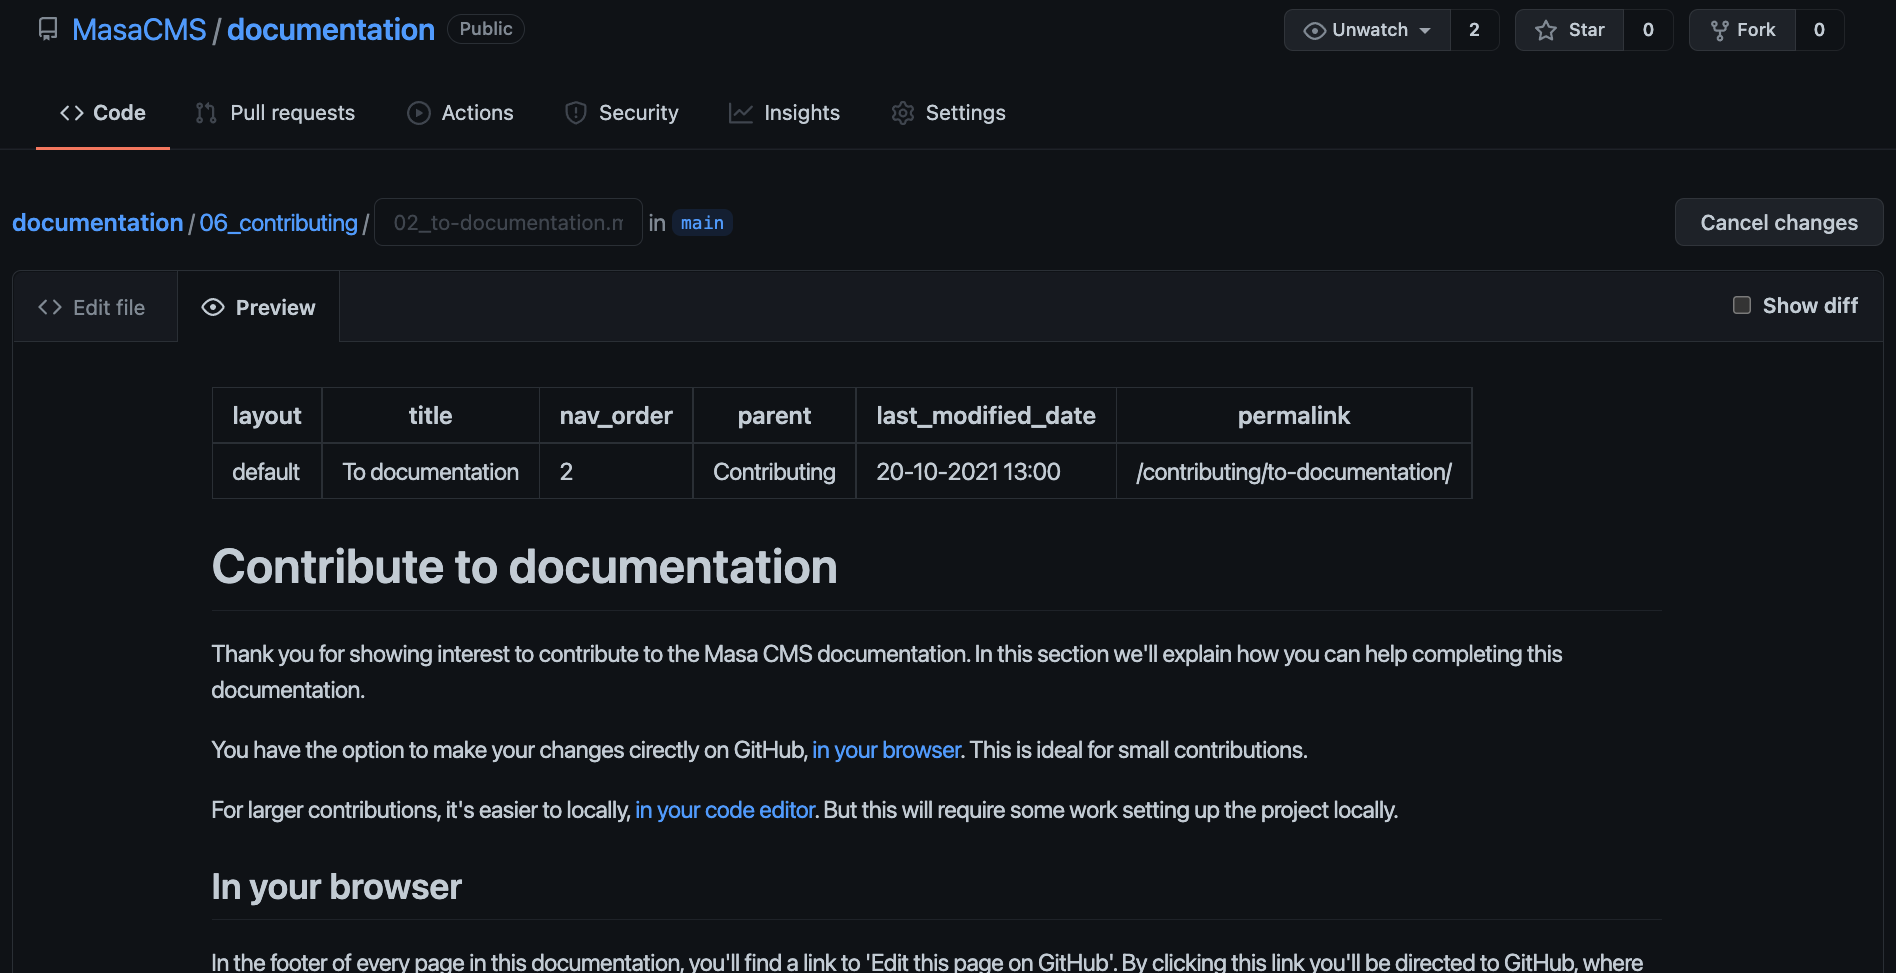 MasaCMS / documentation Public Unwatch 2 Star 0 Fork 0
Code Pull requests Actions Security Insights Settings
documentation / 06_contributing / 02_to-documentation.m in main Cancel changes
Edit file Preview Show diff
layout title nav_order parent last_modified_date permalink
default To documentation 2 Contributing 20-10-2021 13:00 /contributing/to-documentation/
Contribute to documentation
Thank you for showing interest to contribute to the Masa CMS documentation. In this section we'll explain how you can help completing this
documentation.
You have the option to make your changes cirectly on GitHub, in your browser. This is ideal for small contributions.
For larger contributions, it's easier to locally, in your code editor. But this will require some work setting up the project locally.
In your browser
In the footer of every page in this documentation, you'll find a link to 'Edit this page on GitHub'. By clicking this link you'll be directed to GitHub, where